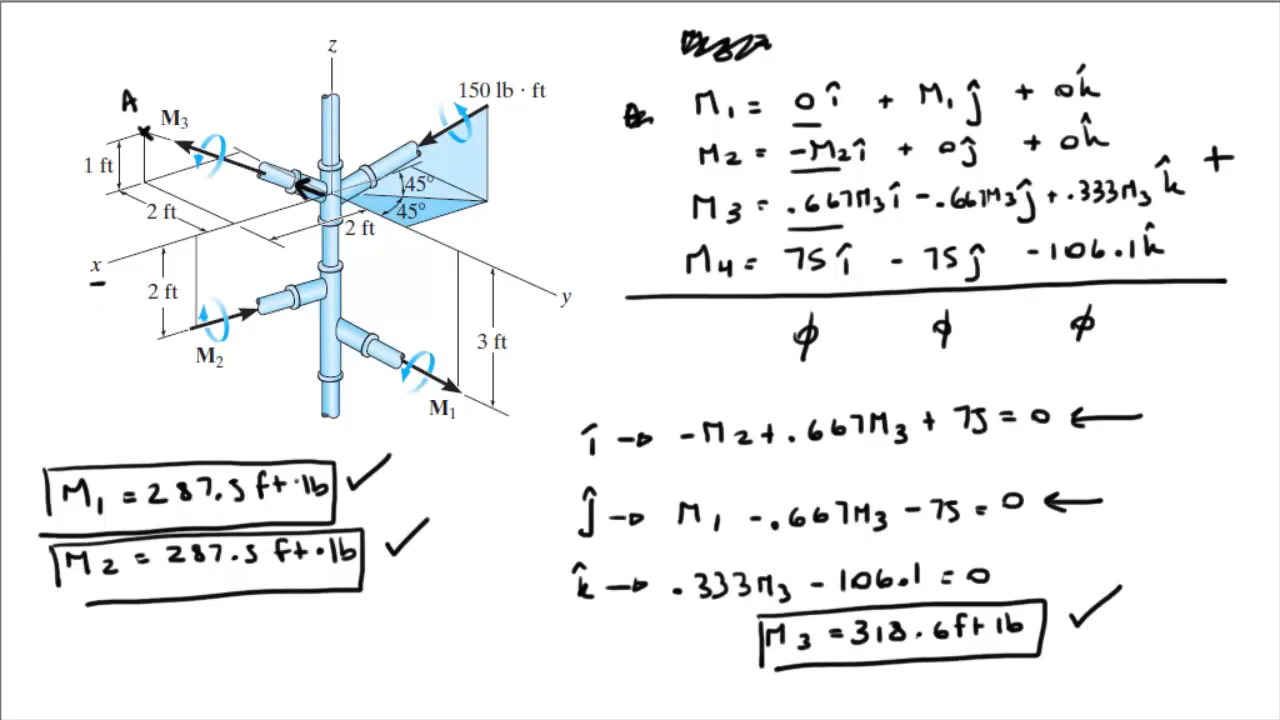 z
A
M₃
150 lb · ft
1 ft
45°
45°
2 ft
2 ft
x
2 ft
y
M₂
3 ft
M₁
M₁ = 0î + M₁ĵ + 0k̂
M₂ = -M₂î + 0ĵ + 0k̂
M₃ = .667M₃î - .667M₃ĵ + .333M₃k̂ +
M₄ = 75î - 75ĵ - 106.1k̂
ϕ ϕ ϕ
î → -M₂ + .667M₃ + 75 = 0 ←
ĵ → M₁ - .667M₃ - 75 = 0 ←
k̂ → .333M₃ - 106.1 = 0
M₃ = 318.6 ft lb ✓
M₁ = 287.5 ft·lb ✓
M₂ = 287.5 ft·lb ✓